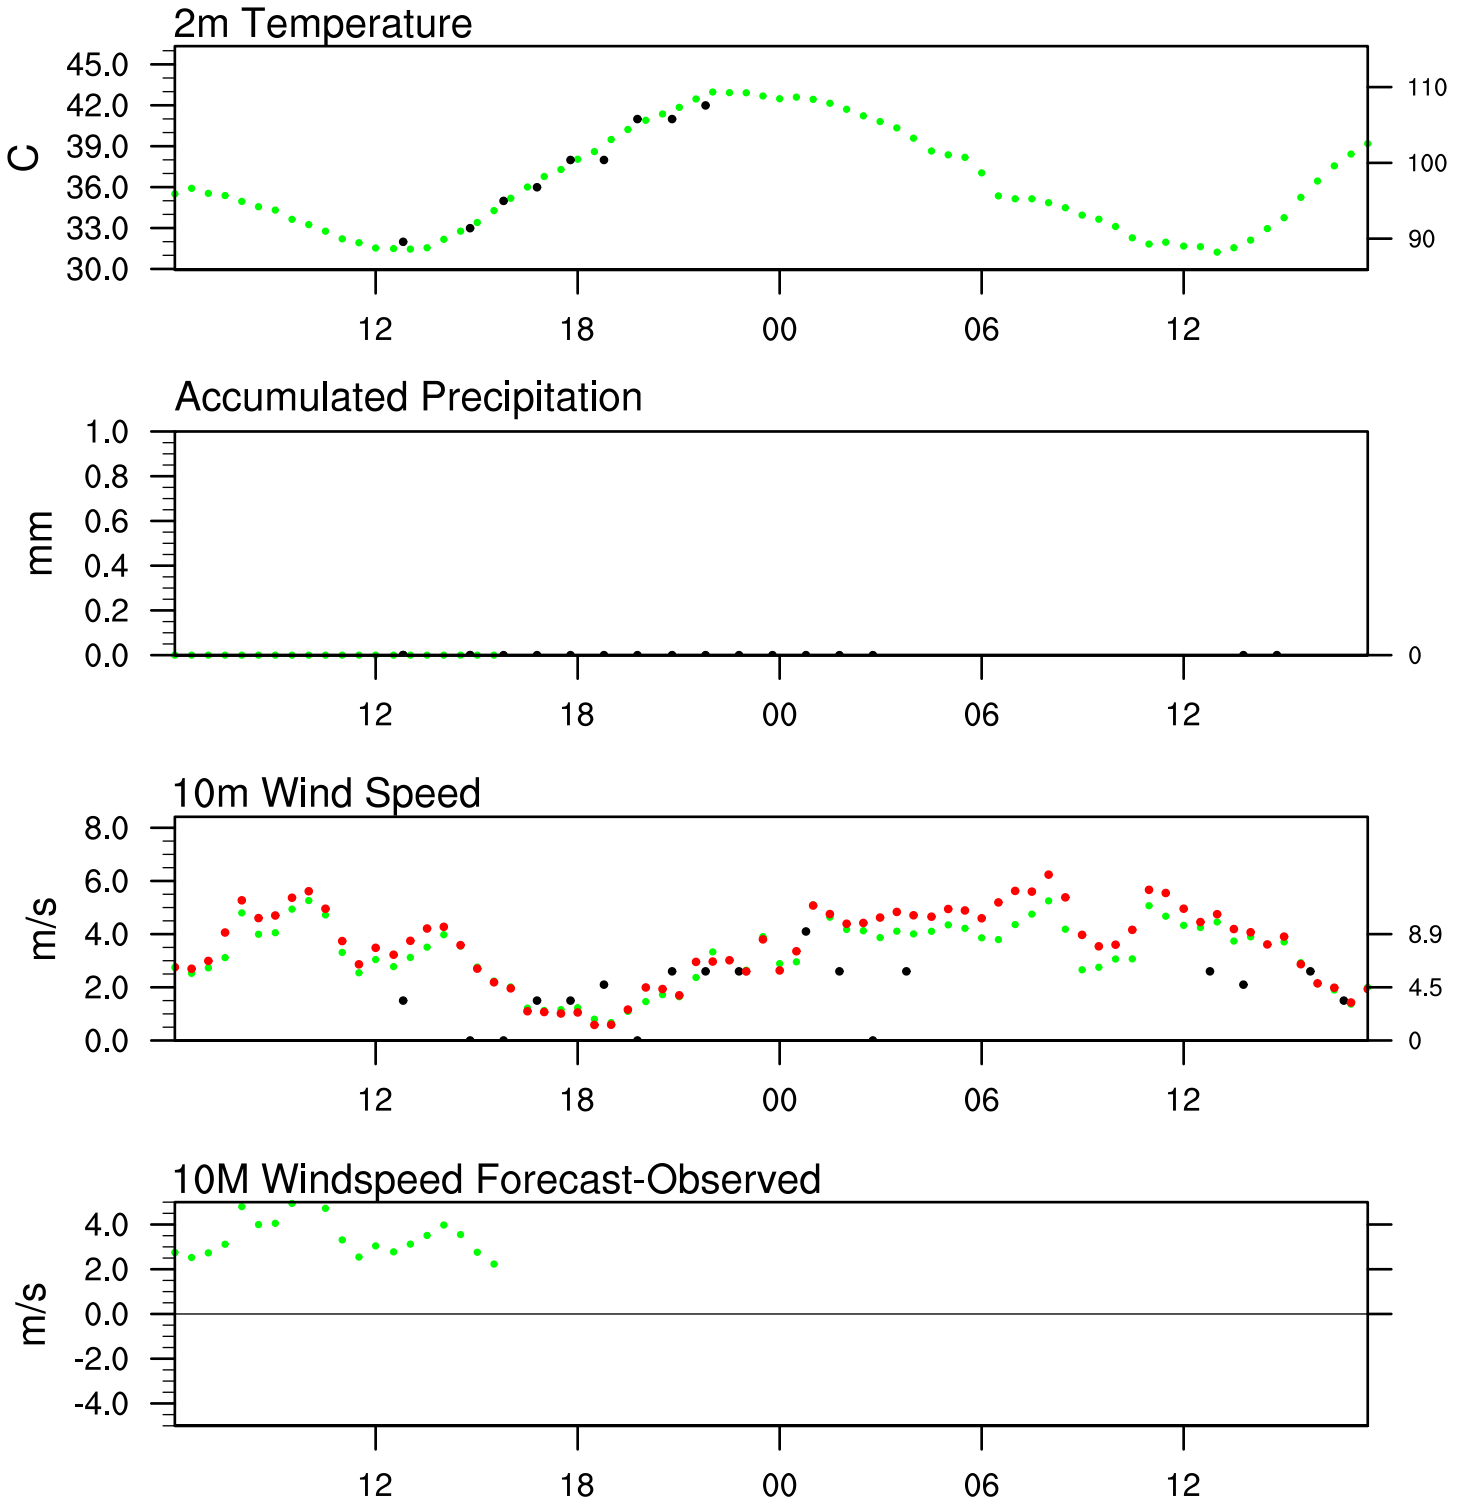 2m Temperature
45.0
42.0
39.0
36.0
33.0
30.0
C
110
100
90
12 18 00 06 12
Accumulated Precipitation
1.0
0.8
0.6
0.4
0.2
0.0
mm
0
12 18 00 06 12
10m Wind Speed
8.0
6.0
4.0
2.0
0.0
m/s
8.9
4.5
0
12 18 00 06 12
10M Windspeed Forecast-Observed
4.0
2.0
0.0
-2.0
-4.0
m/s
12 18 00 06 12